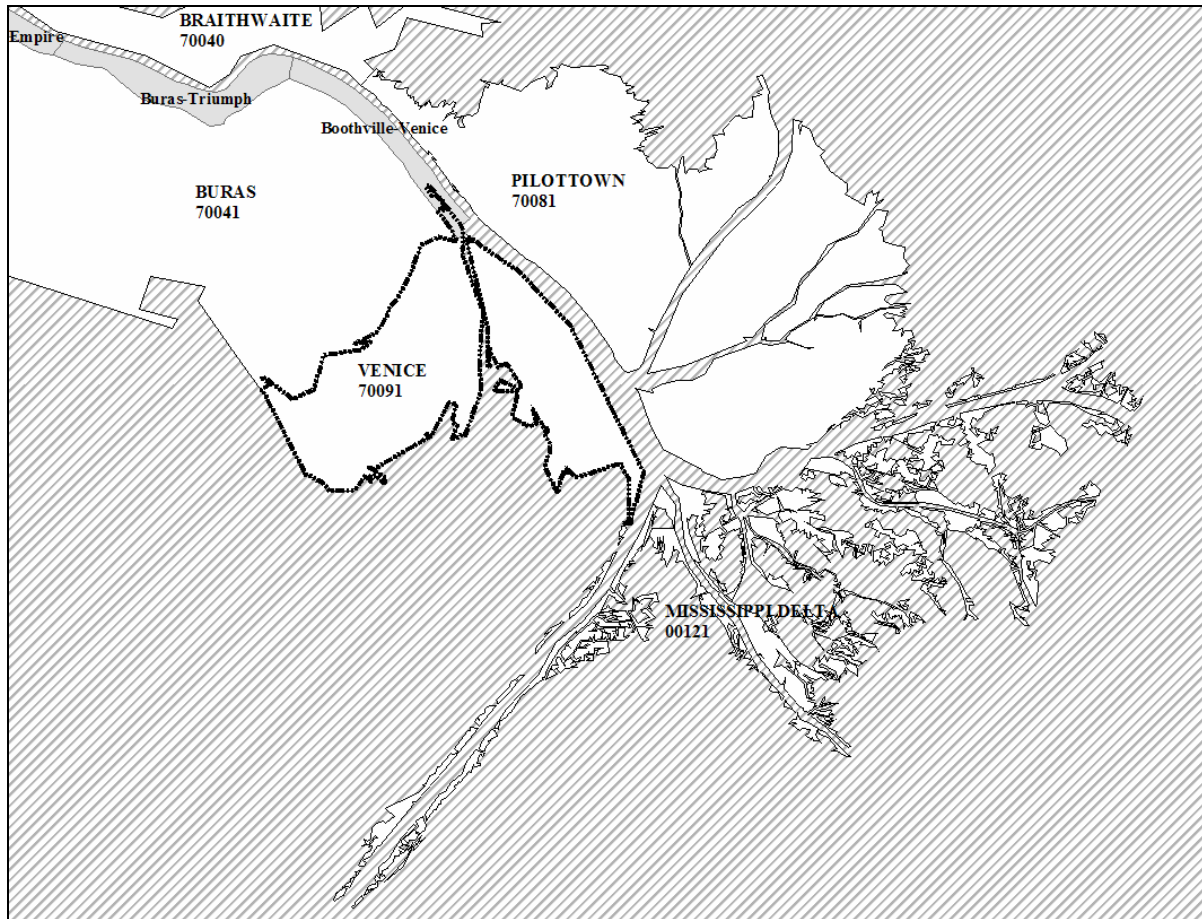 BRAITHWAITE
70040
Empire
Buras-Triumph
Boothville-Venice
PILOTTOWN
70081
BURAS
70041
VENICE
70091
MISSISSIPPI DELTA
00121